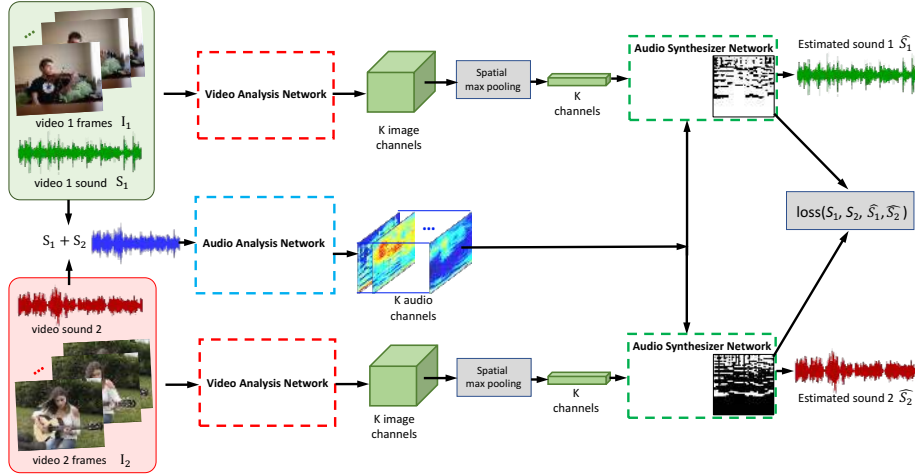 Audio Synthesizer Network
Estimated sound 1 Ŝ₁
Video Analysis Network
Spatial
max pooling
K
channels
K image
channels
video 1 frames I₁
video 1 sound S₁
loss(S₁, S₂, Ŝ₁, Ŝ₂)
S₁ + S₂
Audio Analysis Network
K audio
channels
video sound 2
Audio Synthesizer Network
Video Analysis Network
Spatial
max pooling
K
channels
K image
channels
Estimated sound 2 Ŝ₂
video 2 frames I₂